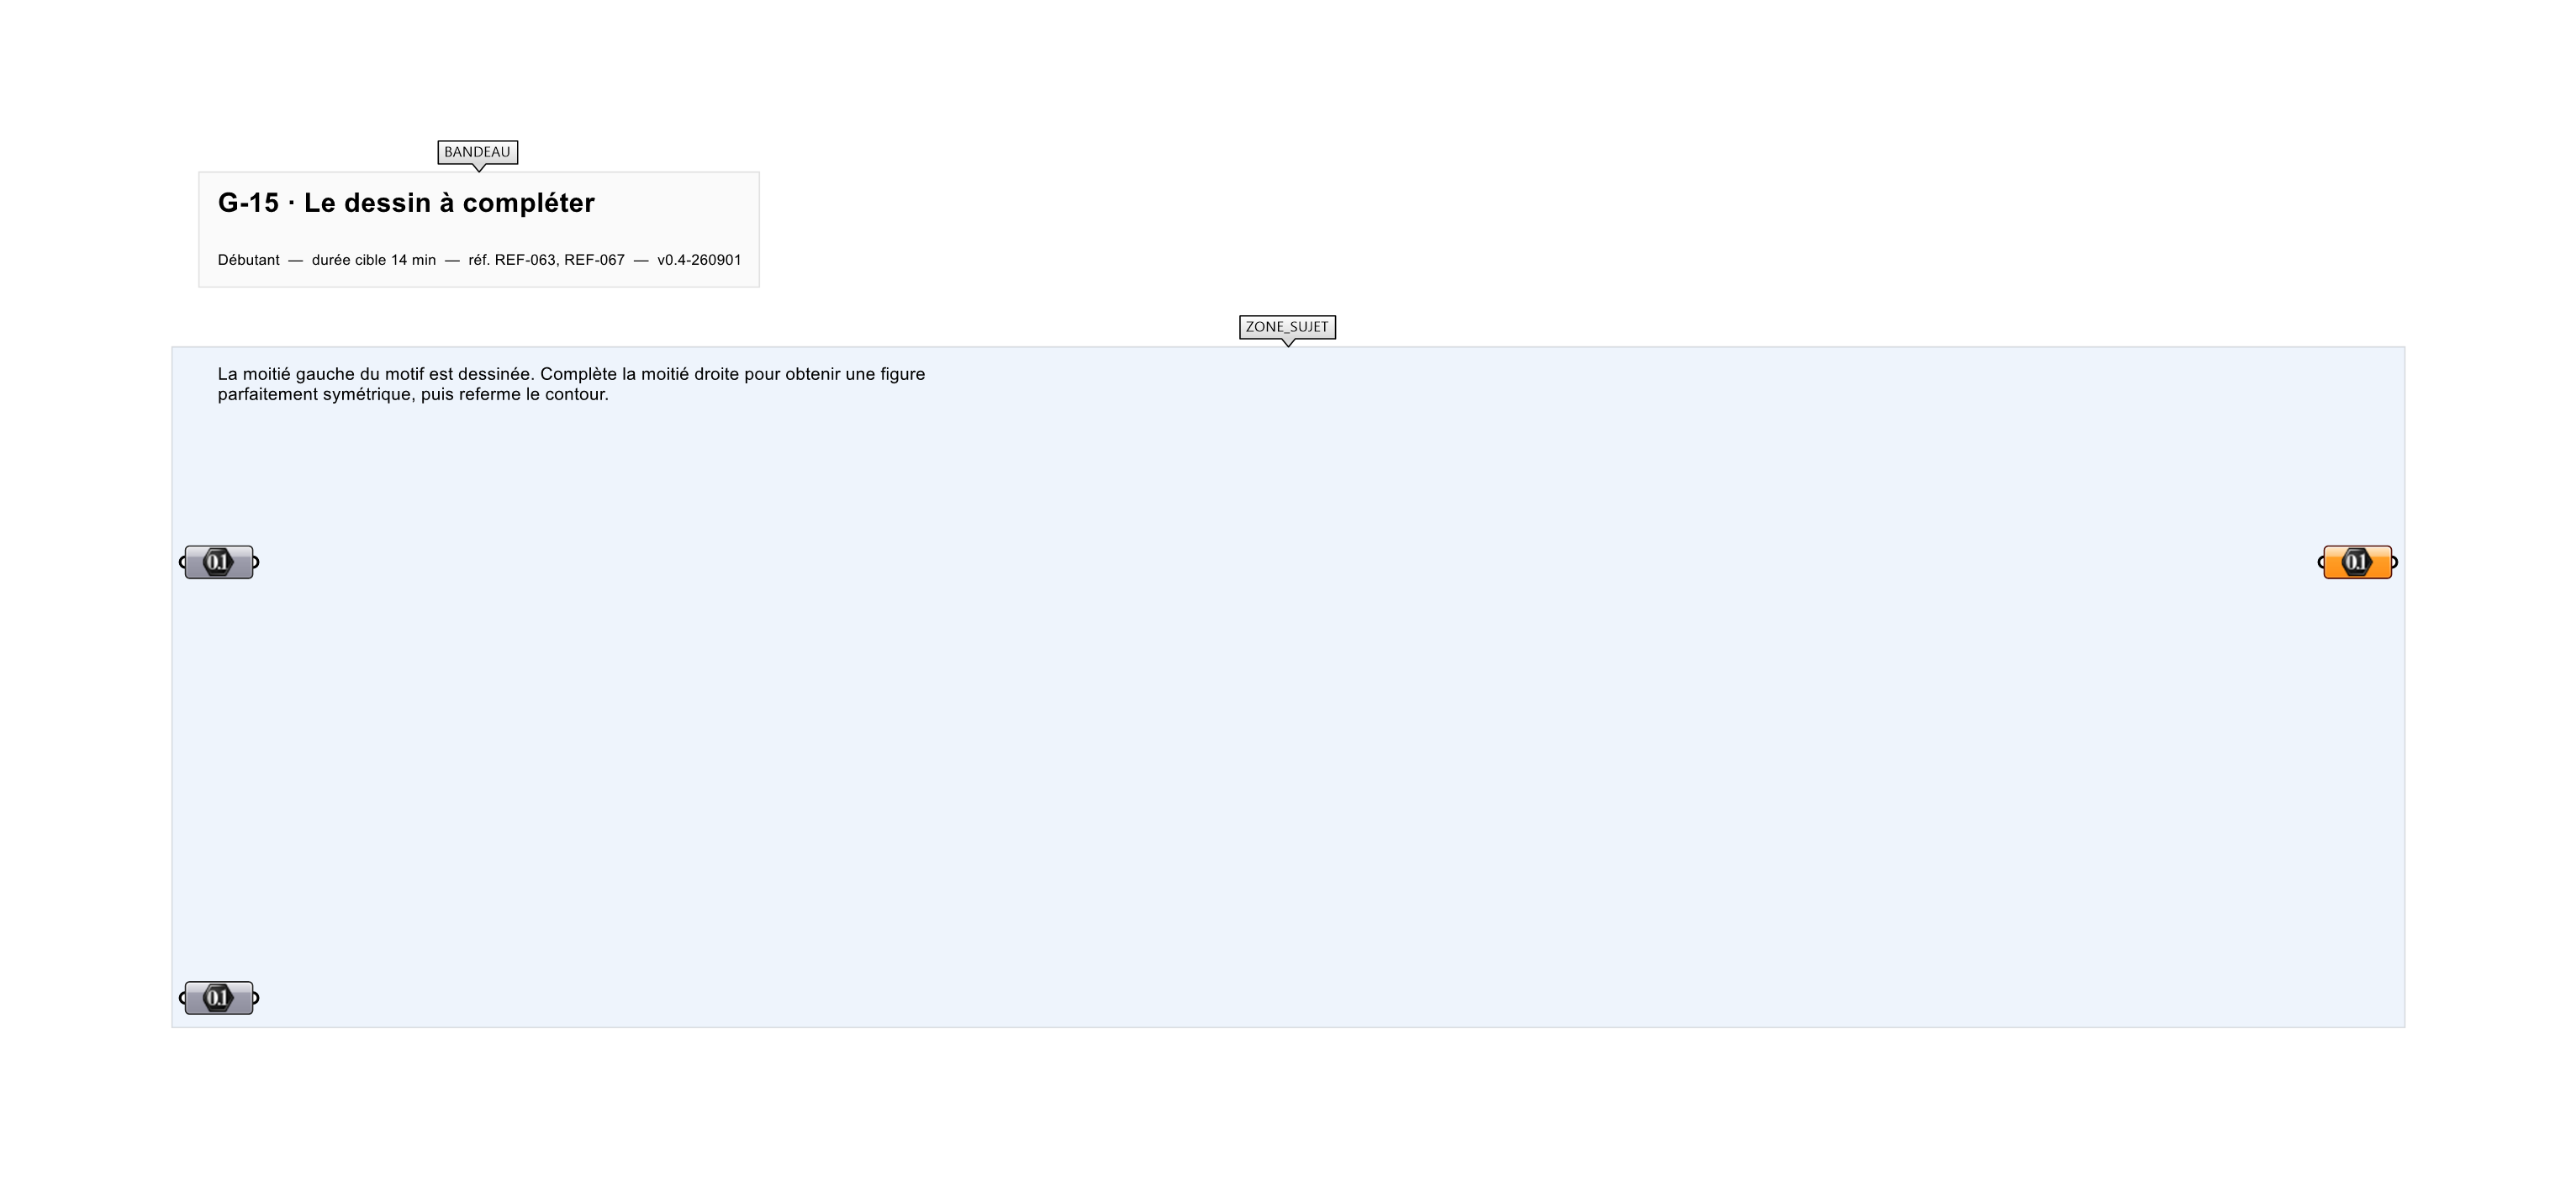 BANDEAU
G-15 · Le dessin à compléter
Débutant — durée cible 14 min — réf. REF-063, REF-067 — v0.4-260901
ZONE_SUJET
La moitié gauche du motif est dessinée. Complète la moitié droite pour obtenir une figure
parfaitement symétrique, puis referme le contour.
0.1
0.1
0.1